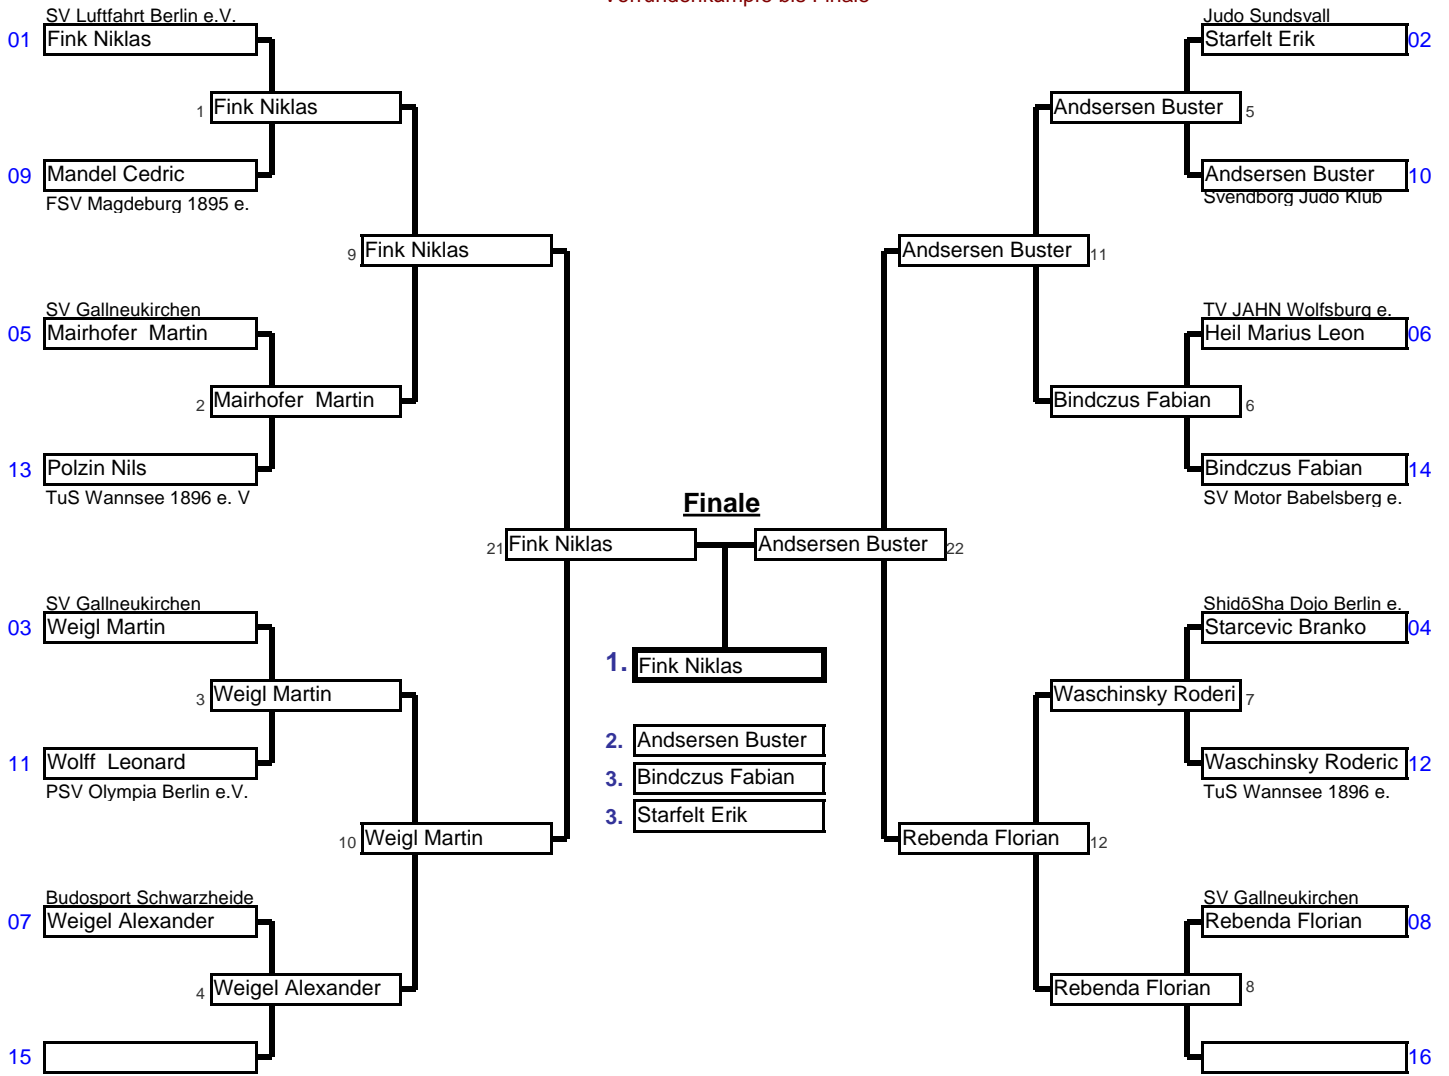 Vorrundenkämpfe bis Finale
SV Luftfahrt Berlin e.V.
01 Fink Niklas
1 Fink Niklas
09 Mandel Cedric
FSV Magdeburg 1895 e.
9 Fink Niklas
SV Gallneukirchen
05 Mairhofer  Martin
2 Mairhofer  Martin
13 Polzin Nils
TuS Wannsee 1896 e. V
21 Fink Niklas
SV Gallneukirchen
03 Weigl Martin
3 Weigl Martin
11 Wolff  Leonard
PSV Olympia Berlin e.V.
10 Weigl Martin
Budosport Schwarzheide
07 Weigel Alexander
4 Weigel Alexander
15
Finale
1. Fink Niklas
2. Andsersen Buster
3. Bindczus Fabian
3. Starfelt Erik
Judo Sundsvall
Starfelt Erik 02
Andsersen Buster 5
Andsersen Buster 10
Svendborg Judo Klub
Andsersen Buster 11
TV JAHN Wolfsburg e.
Heil Marius Leon 06
Bindczus Fabian 6
Bindczus Fabian 14
SV Motor Babelsberg e.
Andsersen Buster 22
ShidōSha Dojo Berlin e.
Starcevic Branko 04
Waschinsky Roderi 7
Waschinsky Roderic 12
TuS Wannsee 1896 e.
Rebenda Florian 12
SV Gallneukirchen
Rebenda Florian 08
Rebenda Florian 8
16